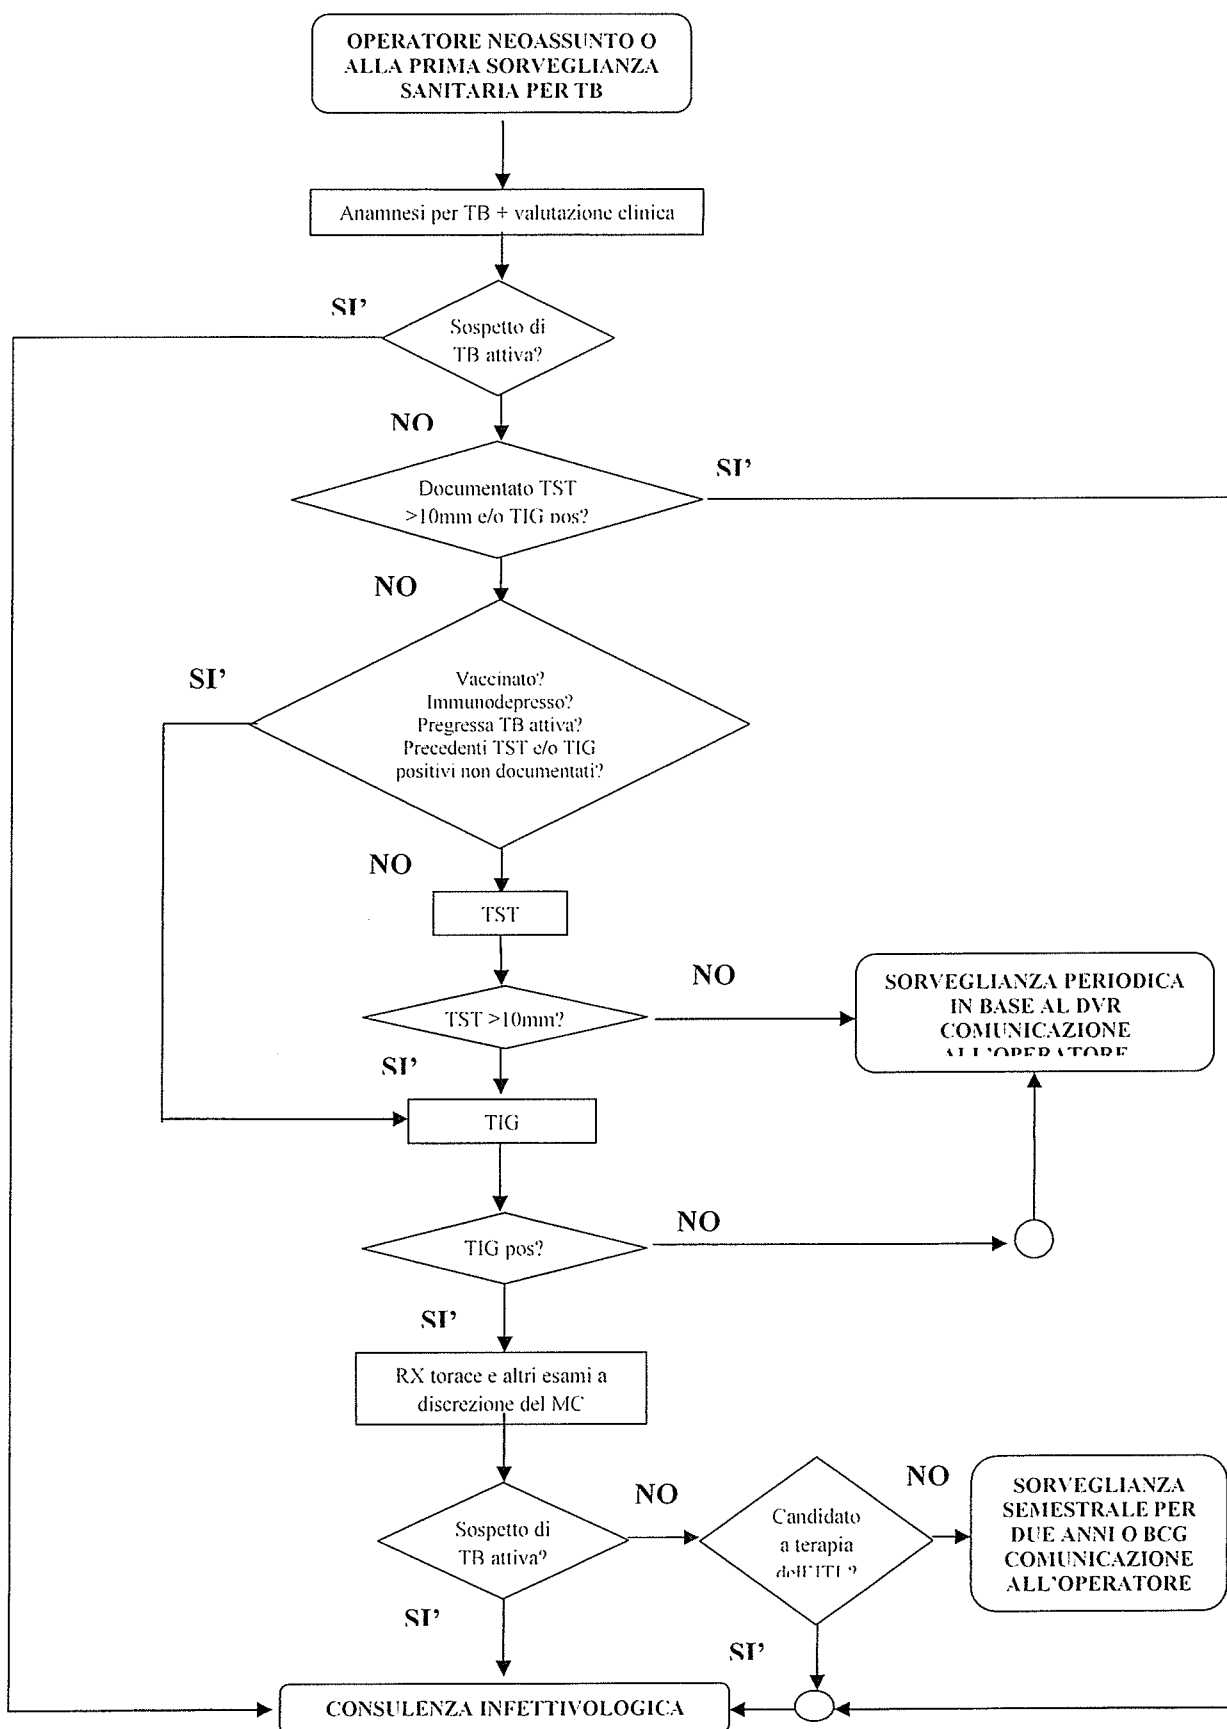 OPERATORE NEOASSUNTO O
ALLA PRIMA SORVEGLIANZA
SANITARIA PER TB
Anamnesi per TB + valutazione clinica
SI’
Sospetto di
TB attiva?
NO
SI’
Documentato TST
>10mm e/o TIG pos?
NO
SI’
Vaccinato?
Immunodepresso?
Pregressa TB attiva?
Precedenti TST e/o TIG
positivi non documentati?
NO
TST
NO
SORVEGLIANZA PERIODICA
IN BASE AL DVR
COMUNICAZIONE
ALL’OPERATORE
TST >10mm?
SI’
TIG
NO
TIG pos?
SI’
RX torace e altri esami a
discrezione del MC
NO
NO
Sospetto di
TB attiva?
Candidato
a terapia
dell’ITL?
SORVEGLIANZA
SEMESTRALE PER
DUE ANNI O BCG
COMUNICAZIONE
ALL’OPERATORE
SI’
SI’
CONSULENZA INFETTIVOLOGICA